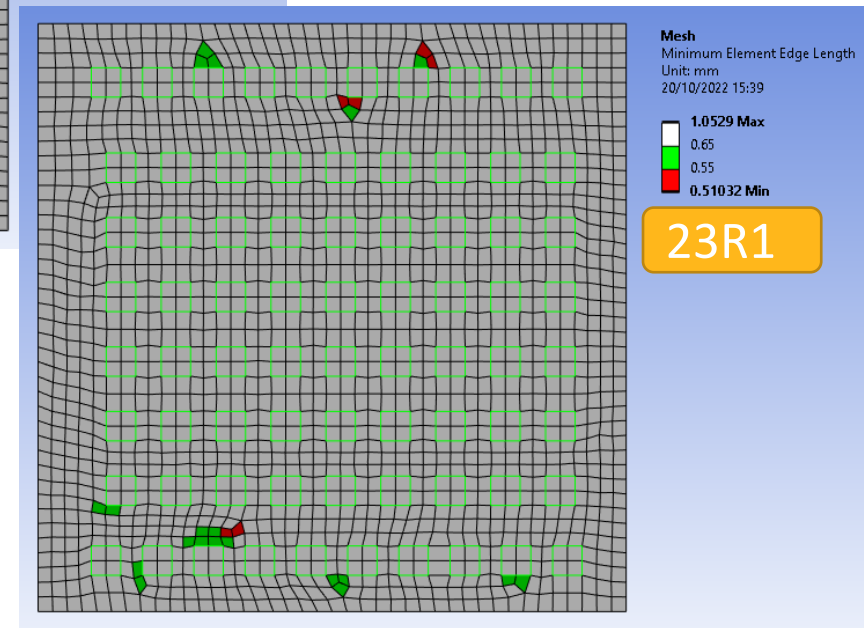 Mesh
Minimum Element Edge Length
Unit: mm
20/10/2022 15:39
1.0529 Max
0.65
0.55
0.51032 Min
23R1